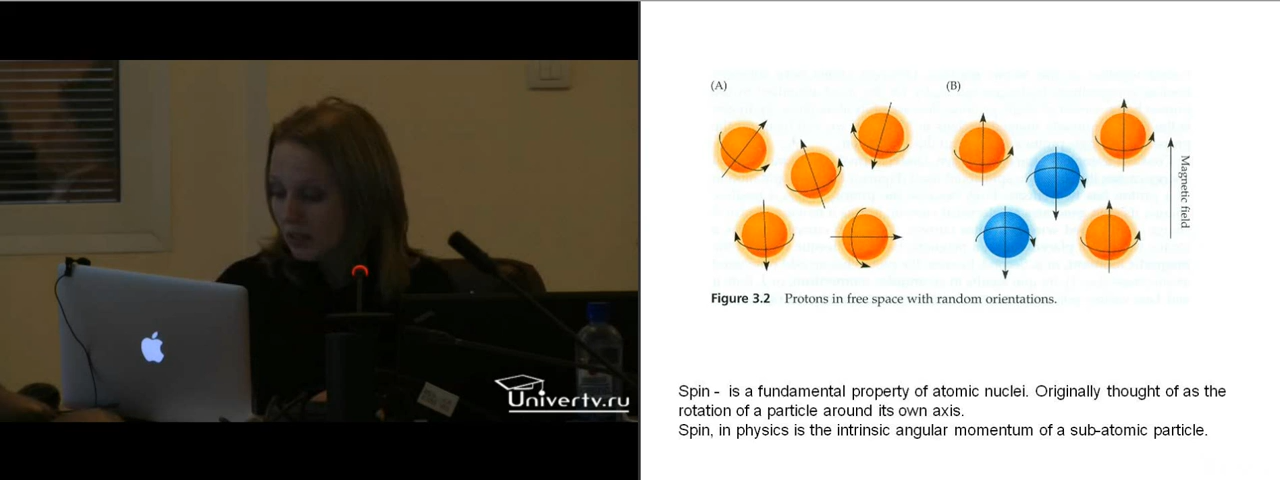 Univertv.ru
(A)
(B)
Magnetic field
Figure 3.2 Protons in free space with random orientations.
Spin - is a fundamental property of atomic nuclei. Originally thought of as the
rotation of a particle around its own axis.
Spin, in physics is the intrinsic angular momentum of a sub-atomic particle.